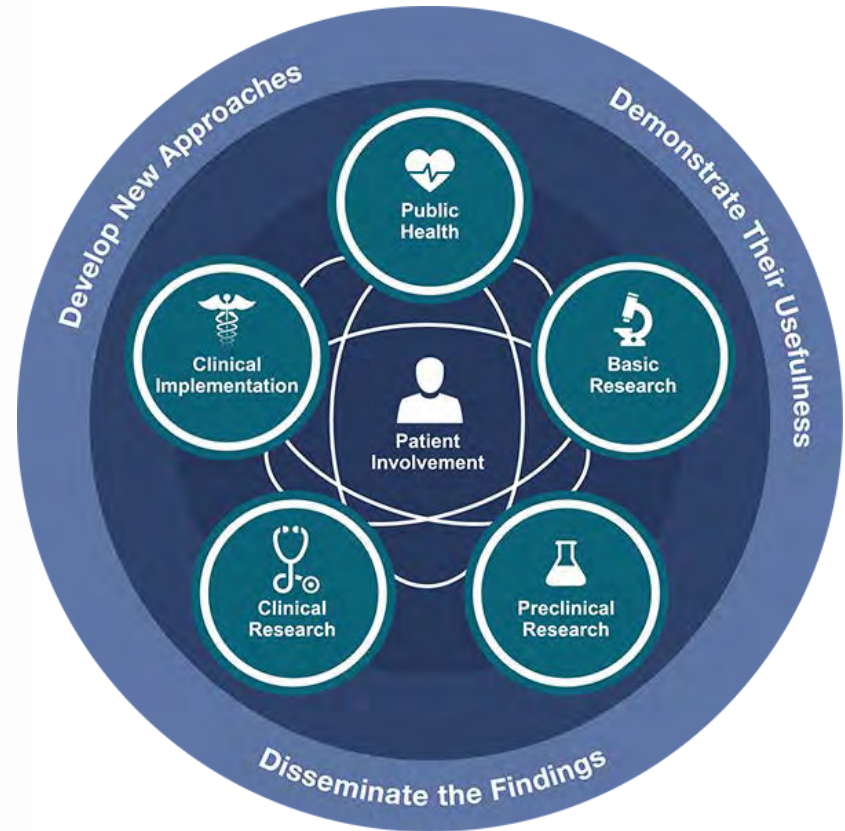 Develop New Approaches
Demonstrate Their Usefulness
Public
Health
Clinical
Implementation
Basic
Research
Patient
Involvement
Clinical
Research
Preclinical
Research
Disseminate the Findings